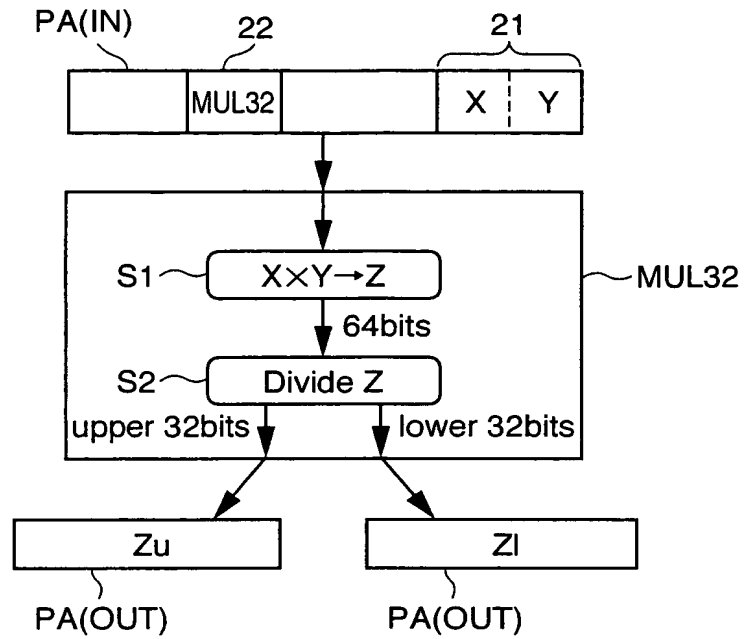 PA(IN)
22
21
MUL32
X
Y
S1
X×Y→Z
MUL32
64bits
S2
Divide Z
upper 32bits
lower 32bits
Zu
Zl
PA(OUT)
PA(OUT)